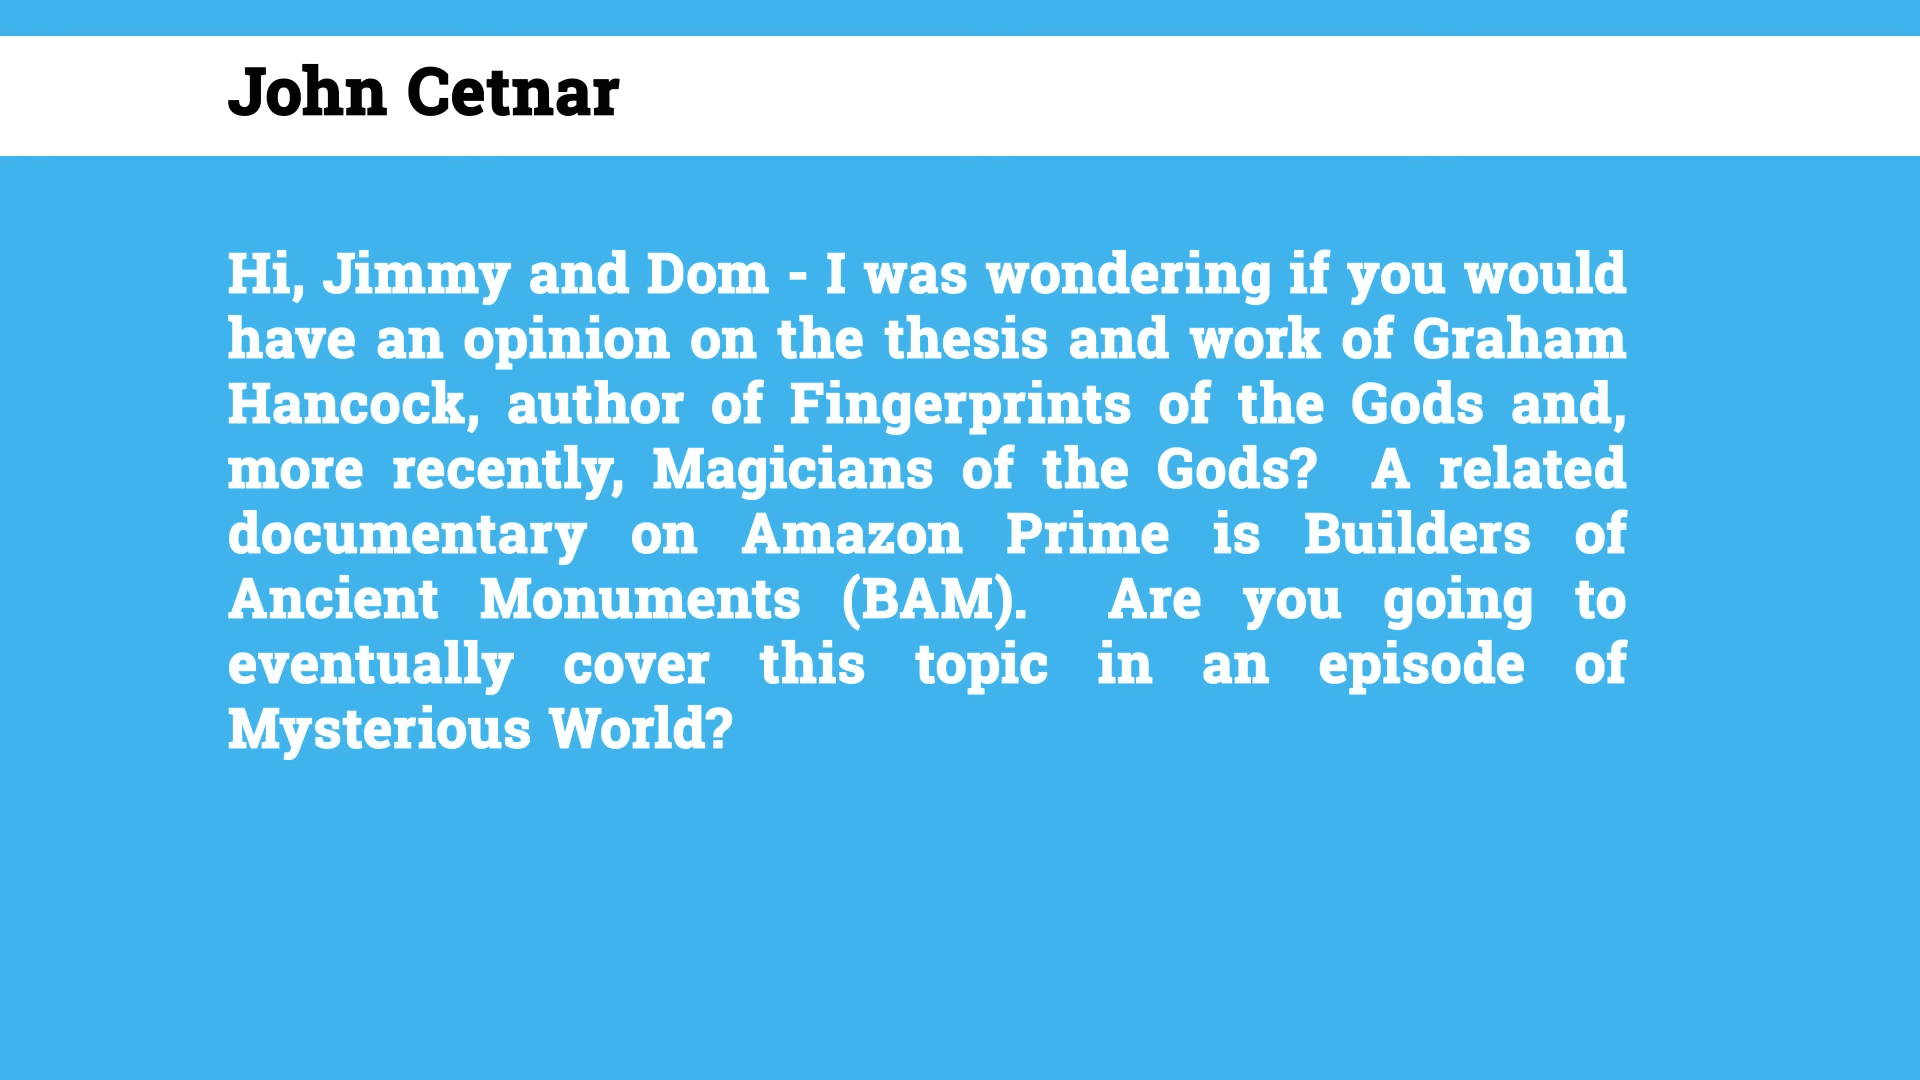 John Cetnar
Hi, Jimmy and Dom - I was wondering if you would
have an opinion on the thesis and work of Graham
Hancock, author of Fingerprints of the Gods and,
more recently, Magicians of the Gods?  A related
documentary on Amazon Prime is Builders of
Ancient Monuments (BAM).  Are you going to
eventually cover this topic in an episode of
Mysterious World?